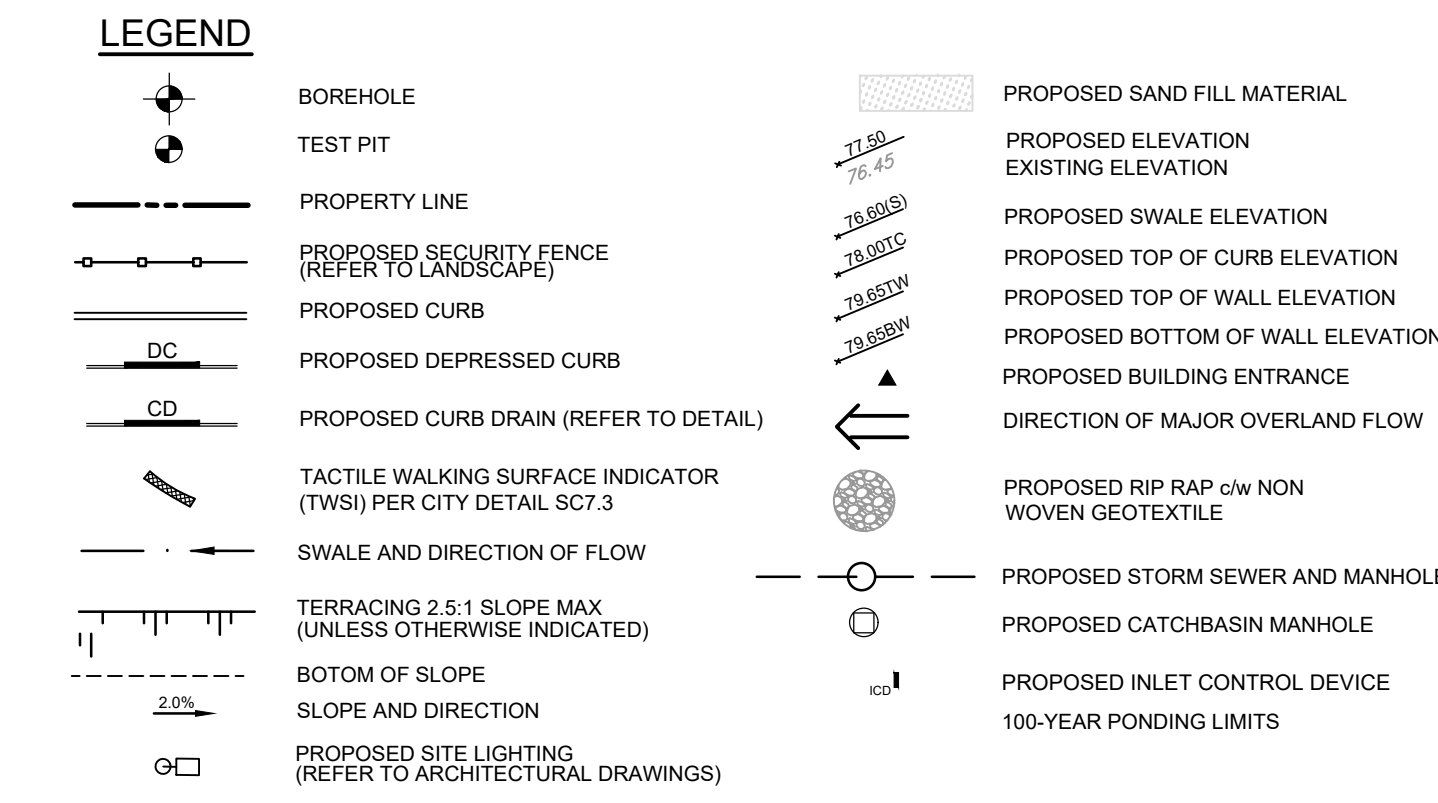 LEGEND
BOREHOLE
TEST PIT
PROPERTY LINE
PROPOSED SECURITY FENCE
(REFER TO LANDSCAPE)
PROPOSED CURB
DC
PROPOSED DEPRESSED CURB
CD
PROPOSED CURB DRAIN (REFER TO DETAIL)
TACTILE WALKING SURFACE INDICATOR
(TWSI) PER CITY DETAIL SC7.3
SWALE AND DIRECTION OF FLOW
TERRACING 2.5:1 SLOPE MAX
(UNLESS OTHERWISE INDICATED)
BOTOM OF SLOPE
2.0%
SLOPE AND DIRECTION
PROPOSED SITE LIGHTING
(REFER TO ARCHITECTURAL DRAWINGS)
PROPOSED SAND FILL MATERIAL
77.50
PROPOSED ELEVATION
76.45
EXISTING ELEVATION
76.60(S)
PROPOSED SWALE ELEVATION
78.00TC
PROPOSED TOP OF CURB ELEVATION
79.65TW
PROPOSED TOP OF WALL ELEVATION
79.65BW
PROPOSED BOTTOM OF WALL ELEVATION
PROPOSED BUILDING ENTRANCE
DIRECTION OF MAJOR OVERLAND FLOW
PROPOSED RIP RAP c/w NON
WOVEN GEOTEXTILE
PROPOSED STORM SEWER AND MANHOLE
PROPOSED CATCHBASIN MANHOLE
ICD
PROPOSED INLET CONTROL DEVICE
100-YEAR PONDING LIMITS